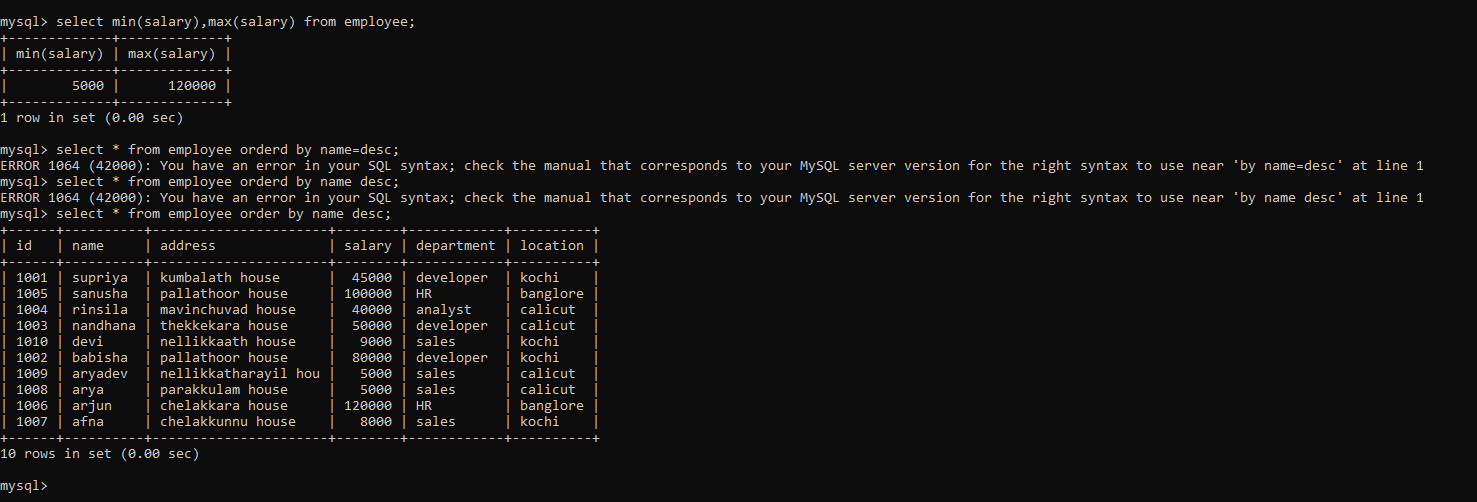 mysql> select min(salary),max(salary) from employee;
+-------------+-------------+
| min(salary) | max(salary) |
+-------------+-------------+
|        5000 |      120000 |
+-------------+-------------+
1 row in set (0.00 sec)
mysql> select * from employee orderd by name=desc;
ERROR 1064 (42000): You have an error in your SQL syntax; check the manual that corresponds to your MySQL server version for the right syntax to use near 'by name=desc' at line 1
mysql> select * from employee orderd by name desc;
ERROR 1064 (42000): You have an error in your SQL syntax; check the manual that corresponds to your MySQL server version for the right syntax to use near 'by name desc' at line 1
mysql> select * from employee order by name desc;
+------+----------+----------------------+--------+------------+----------+
| id   | name     | address              | salary | department | location |
+------+----------+----------------------+--------+------------+----------+
| 1001 | supriya  | kumbalath house      |  45000 | developer  | kochi    |
| 1005 | sanusha  | pallathoor house     | 100000 | HR         | banglore |
| 1004 | rinsila  | mavinchuvad house    |  40000 | analyst    | calicut  |
| 1003 | nandhana | thekkekara house     |  50000 | developer  | calicut  |
| 1010 | devi     | nellikkaath house    |   9000 | sales      | kochi    |
| 1002 | babisha  | pallathoor house     |  80000 | developer  | kochi    |
| 1009 | aryadev  | nellikkatharayil hou |   5000 | sales      | calicut  |
| 1008 | arya     | parakkulam house     |   5000 | sales      | calicut  |
| 1006 | arjun    | chelakkara house     | 120000 | HR         | banglore |
| 1007 | afna     | chelakkunnu house    |   8000 | sales      | kochi    |
+------+----------+----------------------+--------+------------+----------+
10 rows in set (0.00 sec)
mysql>